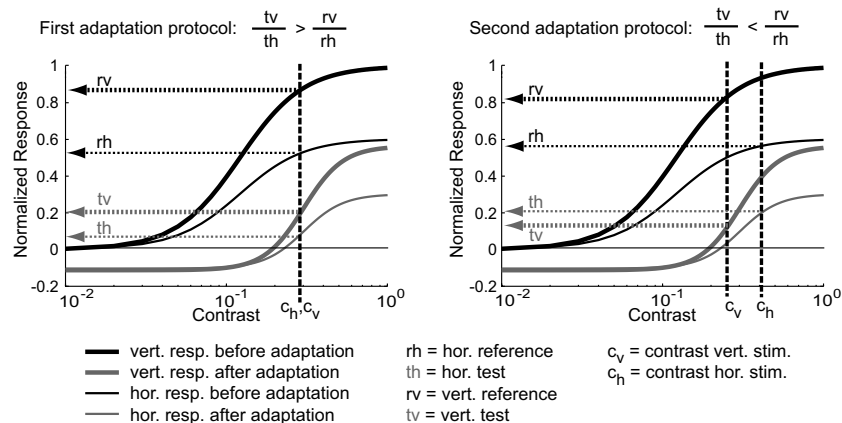 First adaptation protocol: tv/th > rv/rh
Second adaptation protocol: tv/th < rv/rh
Normalized Response
1
0.8
0.6
0.4
0.2
0
-0.2
rv
rh
tv
th
10^-2
10^-1
10^0
Contrast
c_h,c_v
Normalized Response
1
0.8
0.6
0.4
0.2
0
-0.2
rv
rh
th
tv
10^-2
10^-1
10^0
Contrast
c_v
c_h
vert. resp. before adaptation
vert. resp. after adaptation
hor. resp. before adaptation
hor. resp. after adaptation
rh = hor. reference
th = hor. test
rv = vert. reference
tv = vert. test
c_v = contrast vert. stim.
c_h = contrast hor. stim.